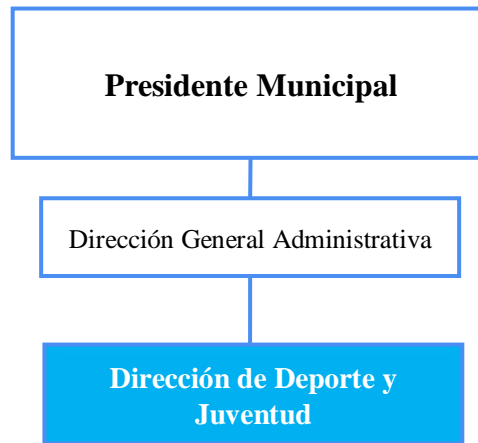 Presidente Municipal
Dirección General Administrativa
Dirección de Deporte y
Juventud